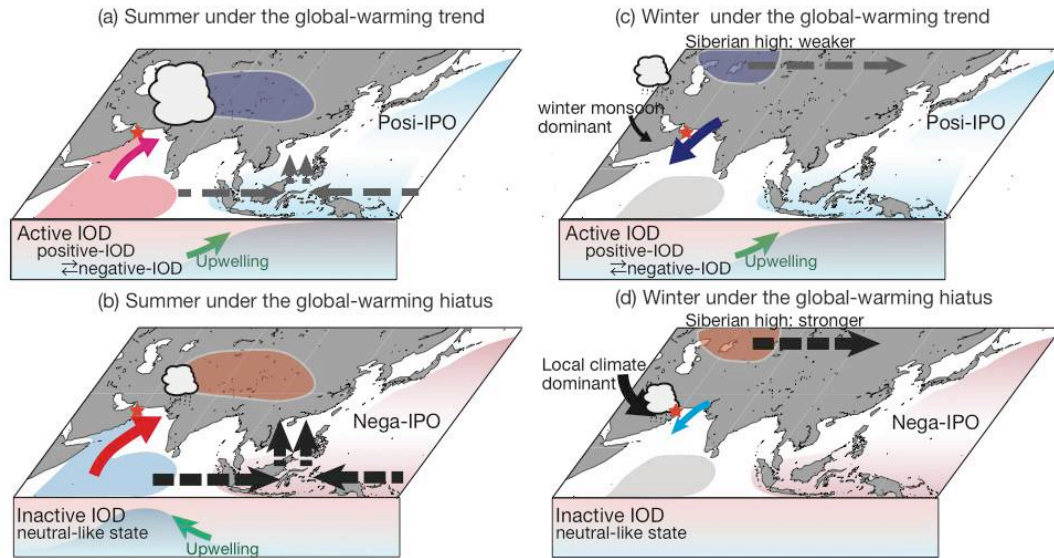 (a) Summer under the global-warming trend
Posi-IPO
Active IOD
positive-IOD
⇄negative-IOD
Upwelling
(c) Winter under the global-warming trend
Siberian high: weaker
winter monsoon
dominant
Posi-IPO
Active IOD
positive-IOD
⇄negative-IOD
Upwelling
(b) Summer under the global-warming hiatus
Nega-IPO
Inactive IOD
neutral-like state
Upwelling
(d) Winter under the global-warming hiatus
Siberian high: stronger
Local climate
dominant
Nega-IPO
Inactive IOD
neutral-like state